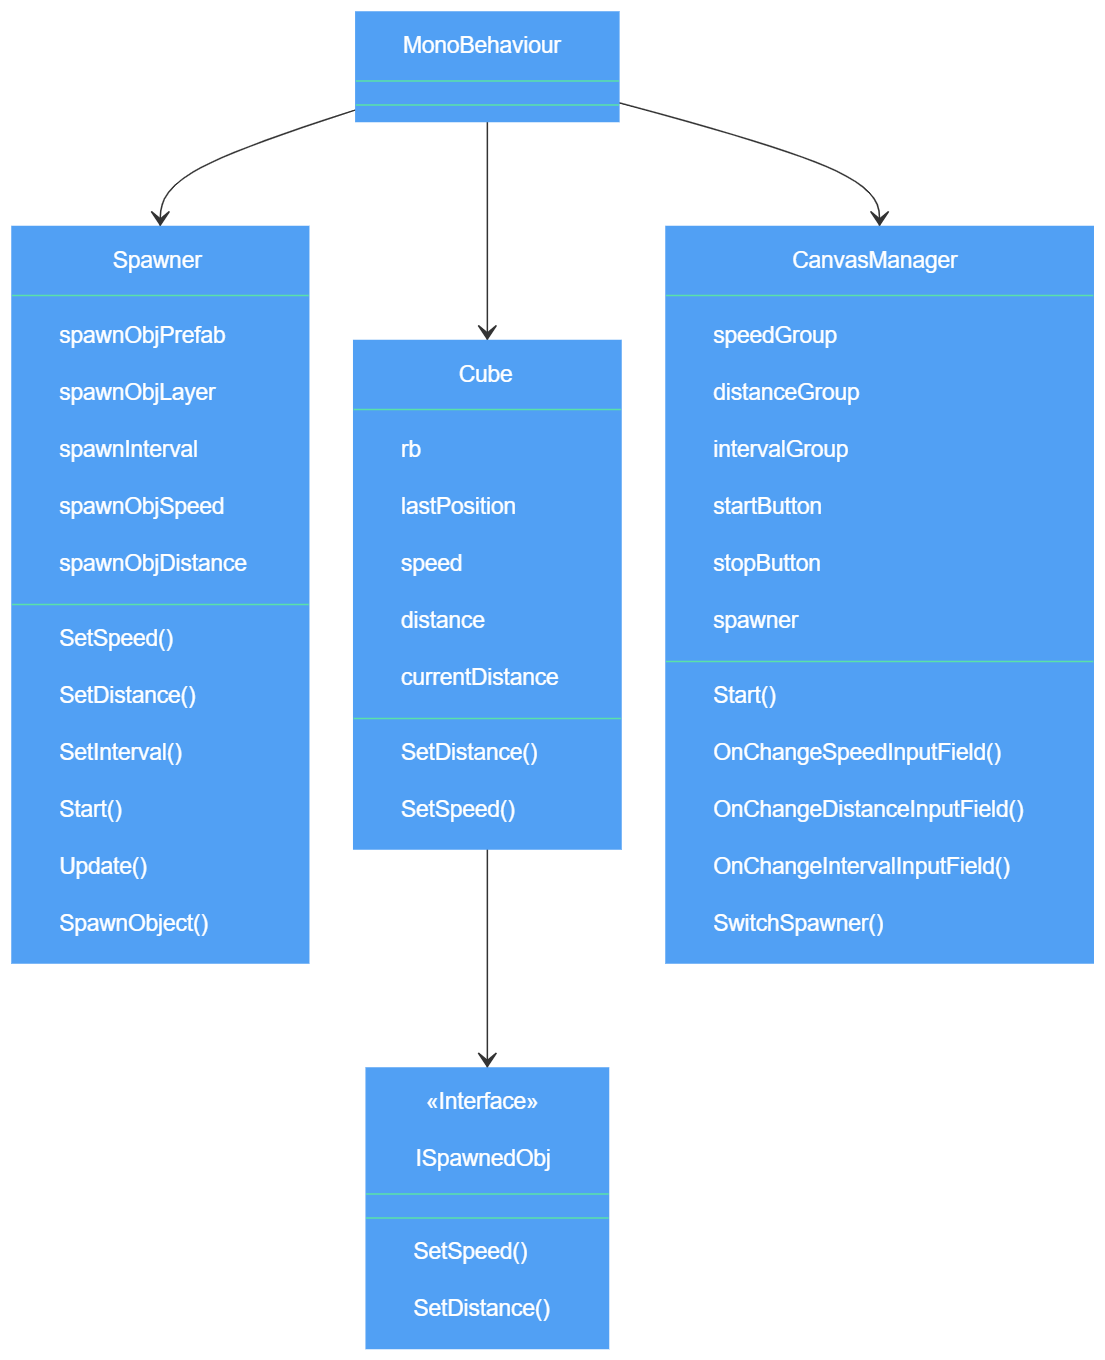 MonoBehaviour
Spawner
spawnObjPrefab
spawnObjLayer
spawnInterval
spawnObjSpeed
spawnObjDistance
SetSpeed()
SetDistance()
SetInterval()
Start()
Update()
SpawnObject()
Cube
rb
lastPosition
speed
distance
currentDistance
SetDistance()
SetSpeed()
CanvasManager
speedGroup
distanceGroup
intervalGroup
startButton
stopButton
spawner
Start()
OnChangeSpeedInputField()
OnChangeDistanceInputField()
OnChangeIntervalInputField()
SwitchSpawner()
«Interface»
ISpawnedObj
SetSpeed()
SetDistance()